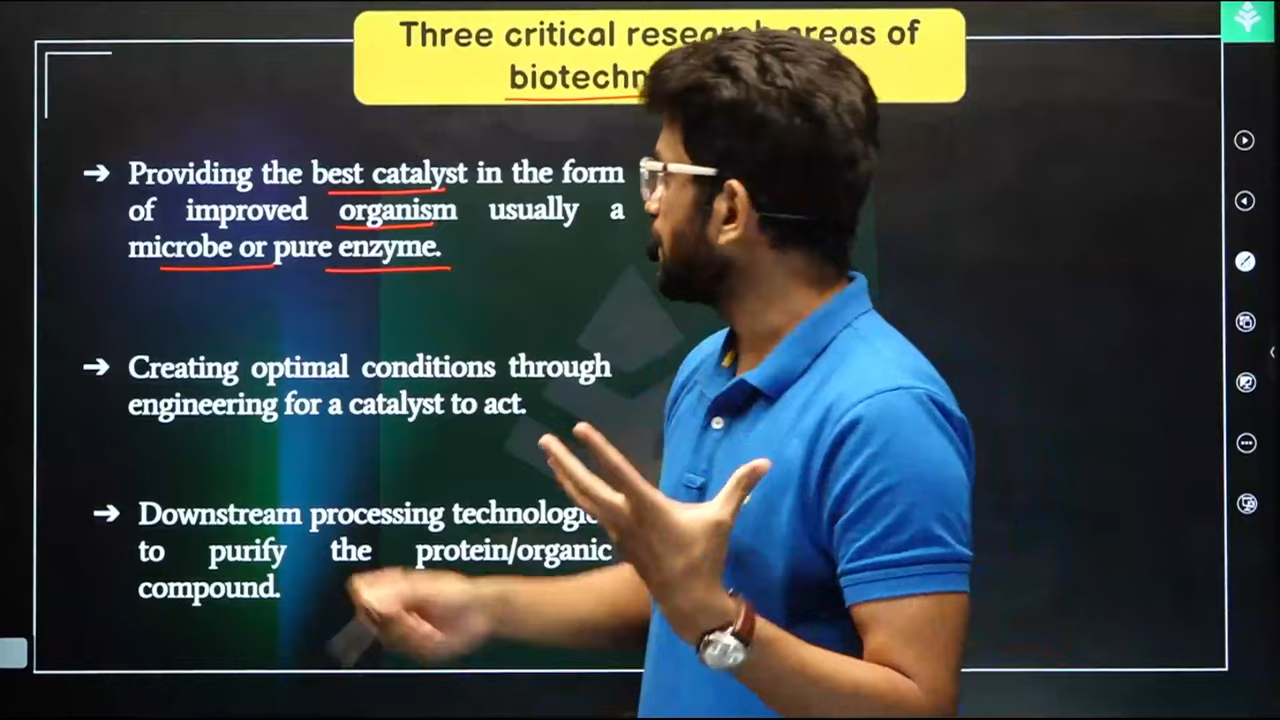 Three critical research areas of
biotechn
➔ Providing the best catalyst in the form
of improved organism usually a
microbe or pure enzyme.
➔ Creating optimal conditions through
engineering for a catalyst to act.
➔ Downstream processing technologie
to purify the protein/organic
compound.